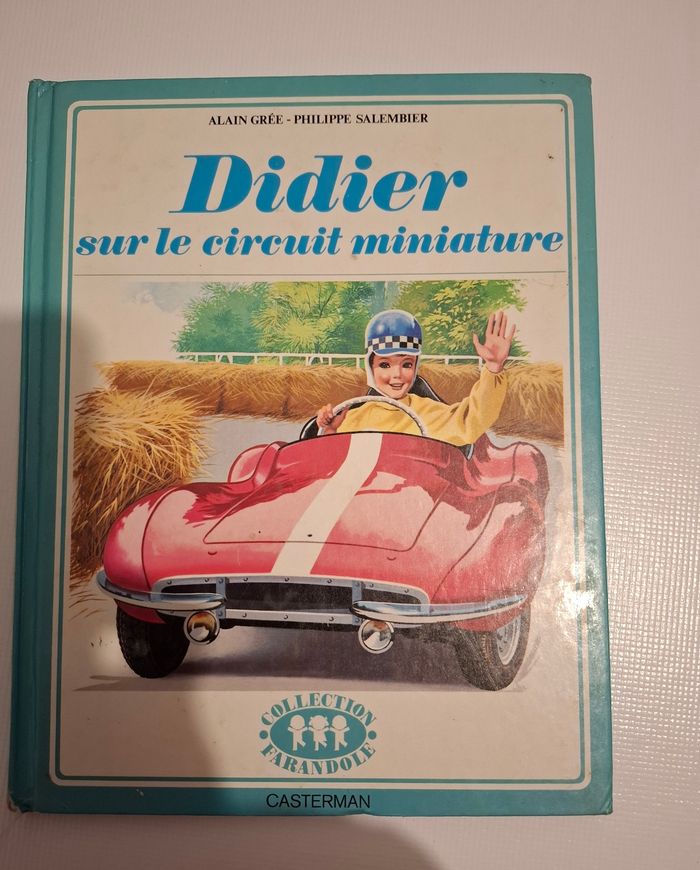 ALAIN GRÉE - PHILIPPE SALEMBIER
Didier
sur le circuit miniature
COLLECTION
FARANDOLE
CASTERMAN